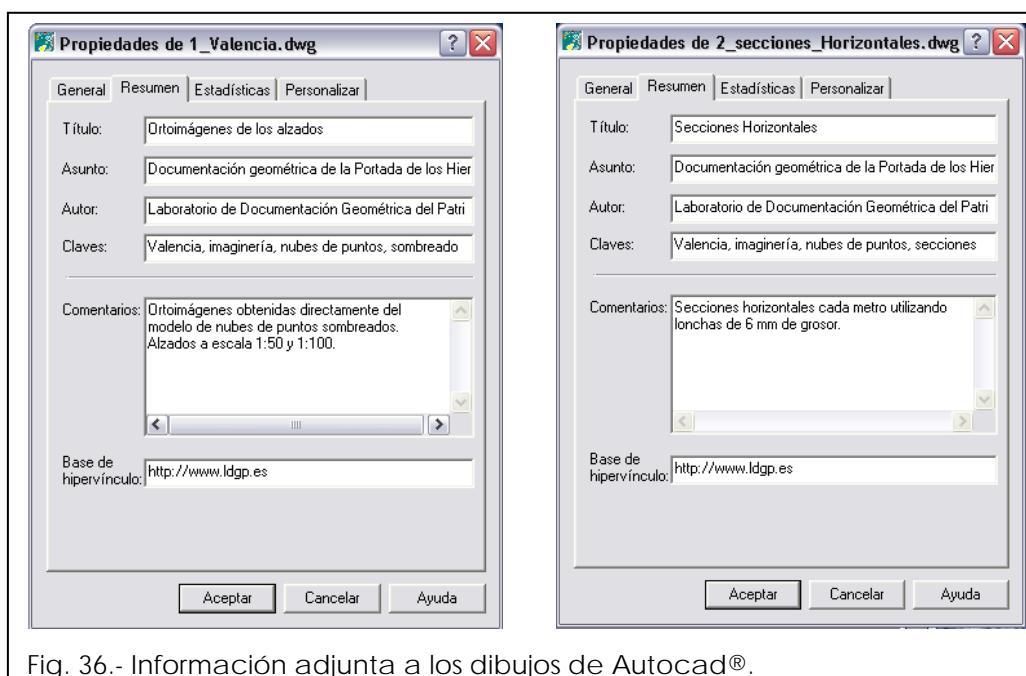 Propiedades de 1_Valencia.dwg
General Resumen Estadísticas Personalizar
Título: Ortoimágenes de los alzados
Asunto: Documentación geométrica de la Portada de los Hier
Autor: Laboratorio de Documentación Geométrica del Patri
Claves: Valencia, imaginería, nubes de puntos, sombreado
Comentarios: Ortoimágenes obtenidas directamente del
modelo de nubes de puntos sombreados.
Alzados a escala 1:50 y 1:100.
Base de
hipervínculo: http://www.ldgp.es
Aceptar Cancelar Ayuda
Propiedades de 2_secciones_Horizontales.dwg
General Resumen Estadísticas Personalizar
Título: Secciones Horizontales
Asunto: Documentación geométrica de la Portada de los Hier
Autor: Laboratorio de Documentación Geométrica del Patri
Claves: Valencia, imaginería, nubes de puntos, secciones
Comentarios: Secciones horizontales cada metro utilizando
lonchas de 6 mm de grosor.
Base de
hipervínculo: http://www.ldgp.es
Aceptar Cancelar Ayuda
Fig. 36.- Información adjunta a los dibujos de Autocad®.